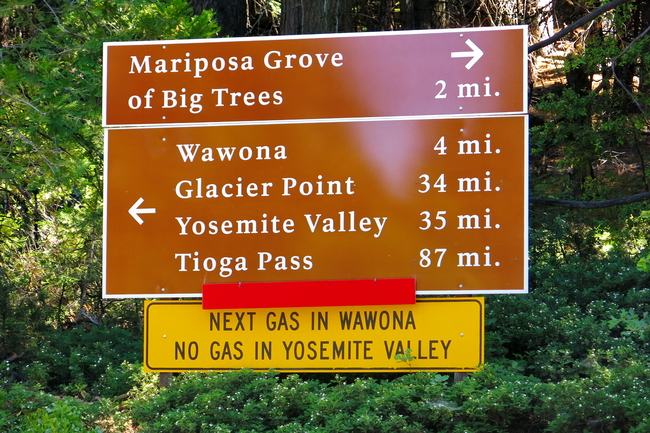 Mariposa Grove
of Big Trees 2 mi.
Wawona 4 mi.
Glacier Point 34 mi.
Yosemite Valley 35 mi.
Tioga Pass 87 mi.
NEXT GAS IN WAWONA
NO GAS IN YOSEMITE VALLEY